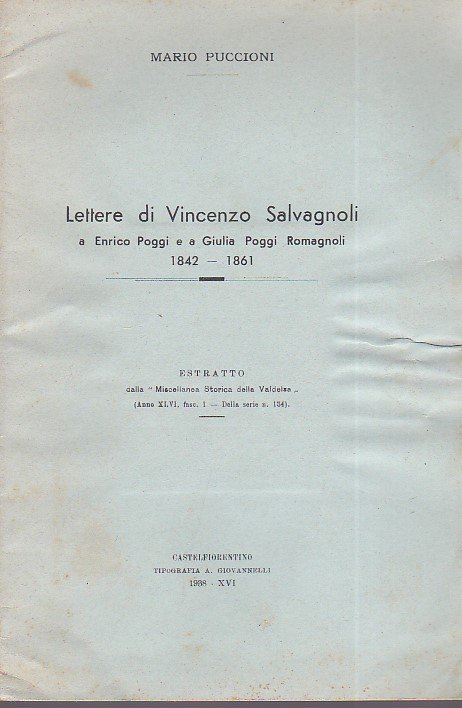 MARIO PUCCIONI
Lettere di Vincenzo Salvagnoli
a Enrico Poggi e a Giulia Poggi Romagnoli
1842 — 1861
ESTRATTO
dalla " Miscellanea Storica della Valdelsa „
(Anno XLVI, fasc. 1 — Della serie n. 134).
CASTELFIORENTINO
TIPOGRAFIA A. GIOVANNELLI
1938 - XVI